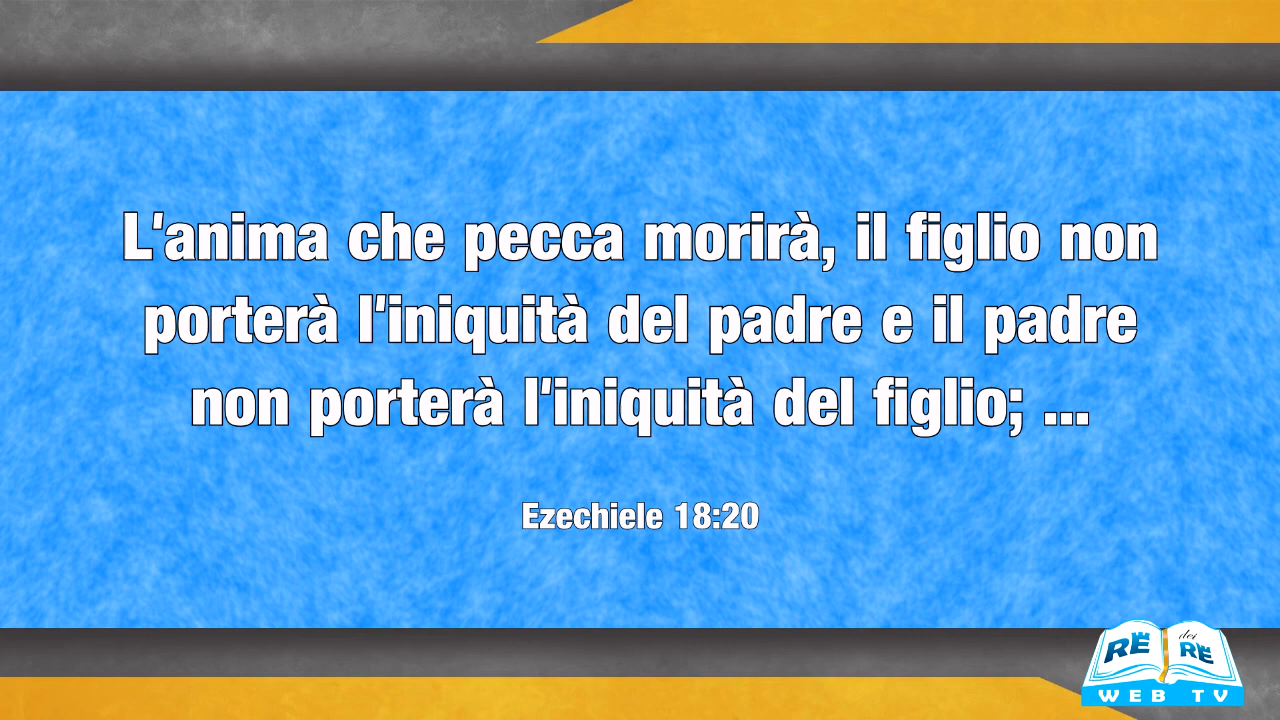 L'anima che pecca morirà, il figlio non
porterà l'iniquità del padre e il padre
non porterà l'iniquità del figlio; ...
Ezechiele 18:20
RE dei RE
WEB TV